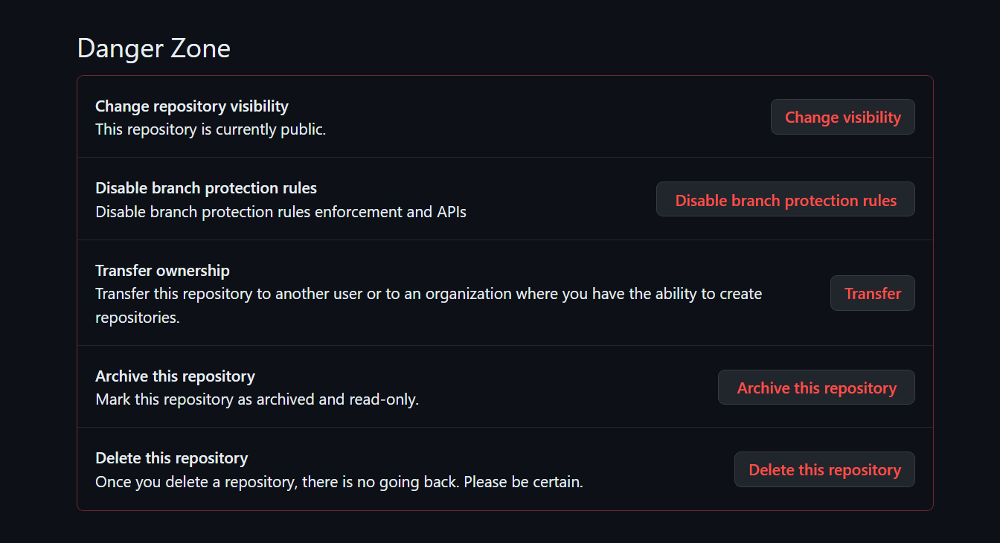 Danger Zone
Change repository visibility
This repository is currently public.
Change visibility
Disable branch protection rules
Disable branch protection rules enforcement and APIs
Disable branch protection rules
Transfer ownership
Transfer this repository to another user or to an organization where you have the ability to create
repositories.
Transfer
Archive this repository
Mark this repository as archived and read-only.
Archive this repository
Delete this repository
Once you delete a repository, there is no going back. Please be certain.
Delete this repository